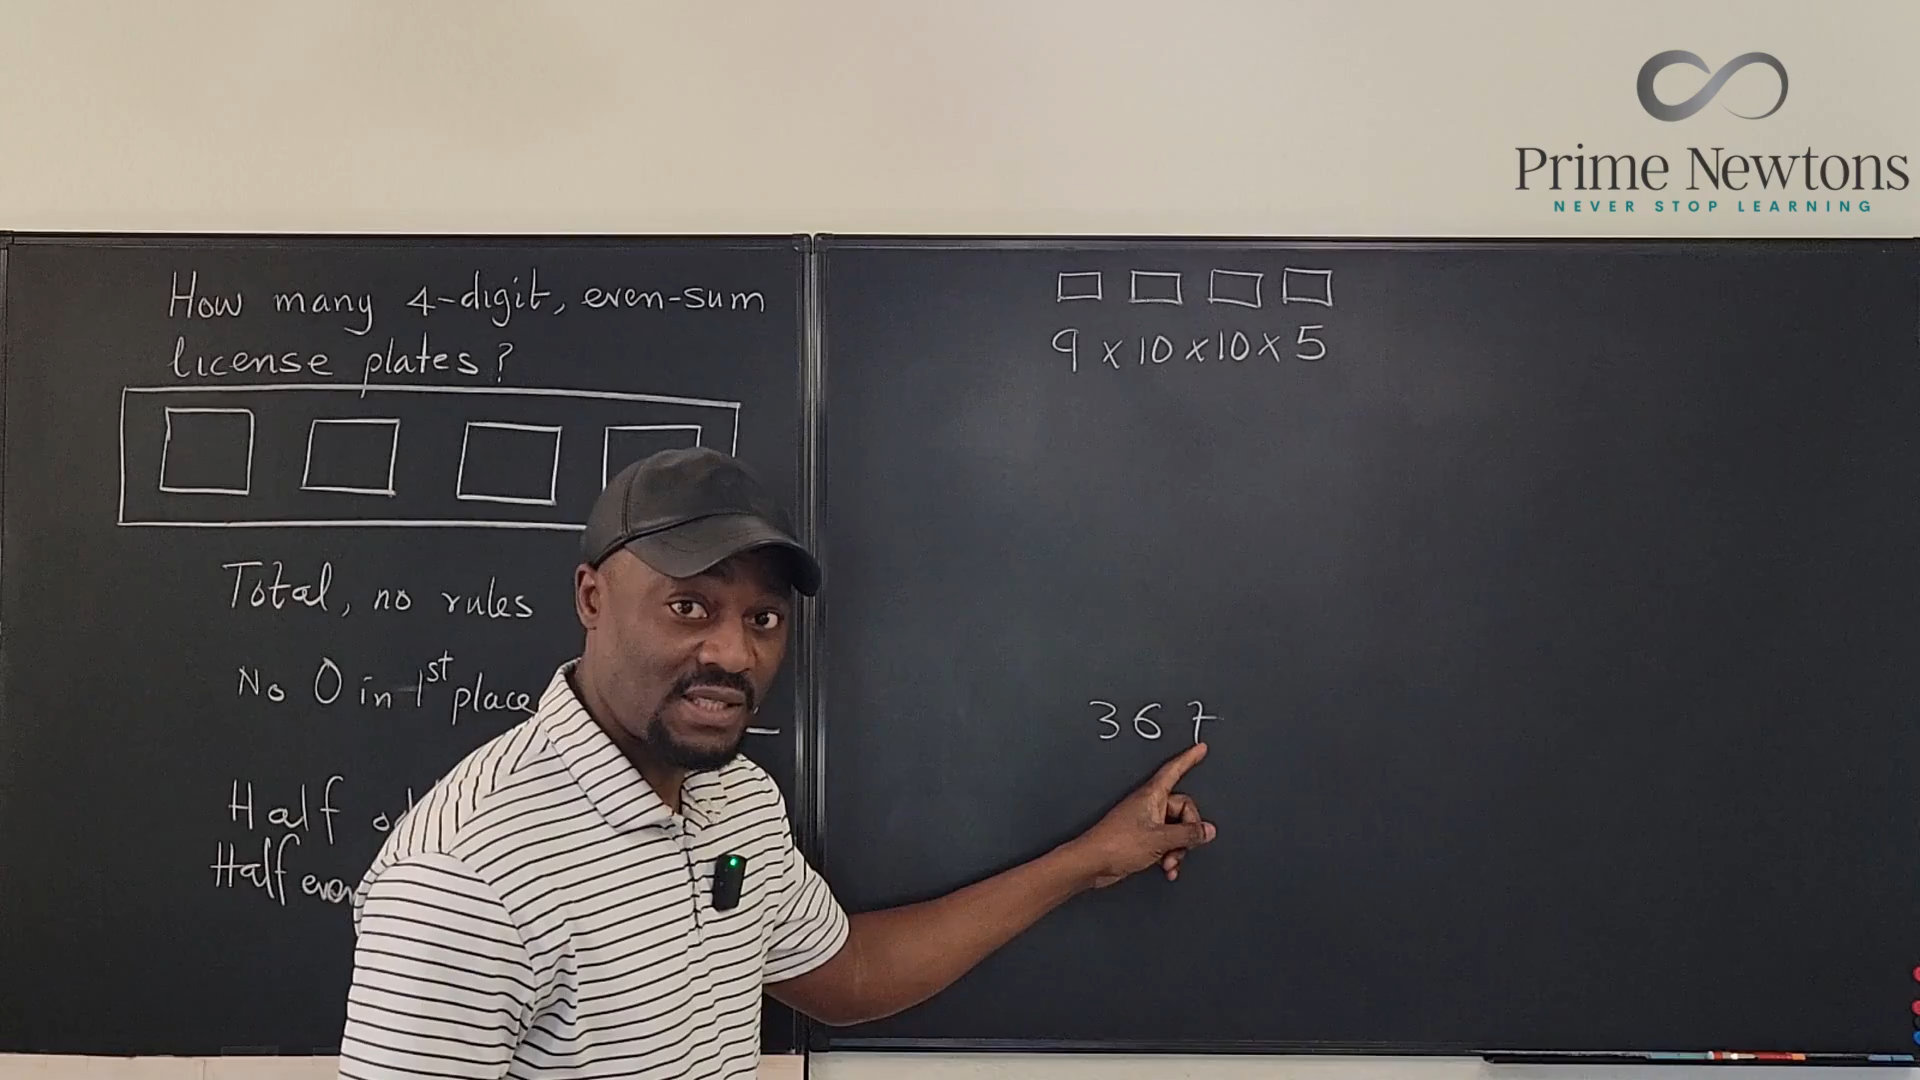 Prime Newtons
NEVER STOP LEARNING
How many 4-digit, even-sum
license plates?
Total, no rules
No 0 in 1st place
Half
Half even
9 x 10 x 10 x 5
367